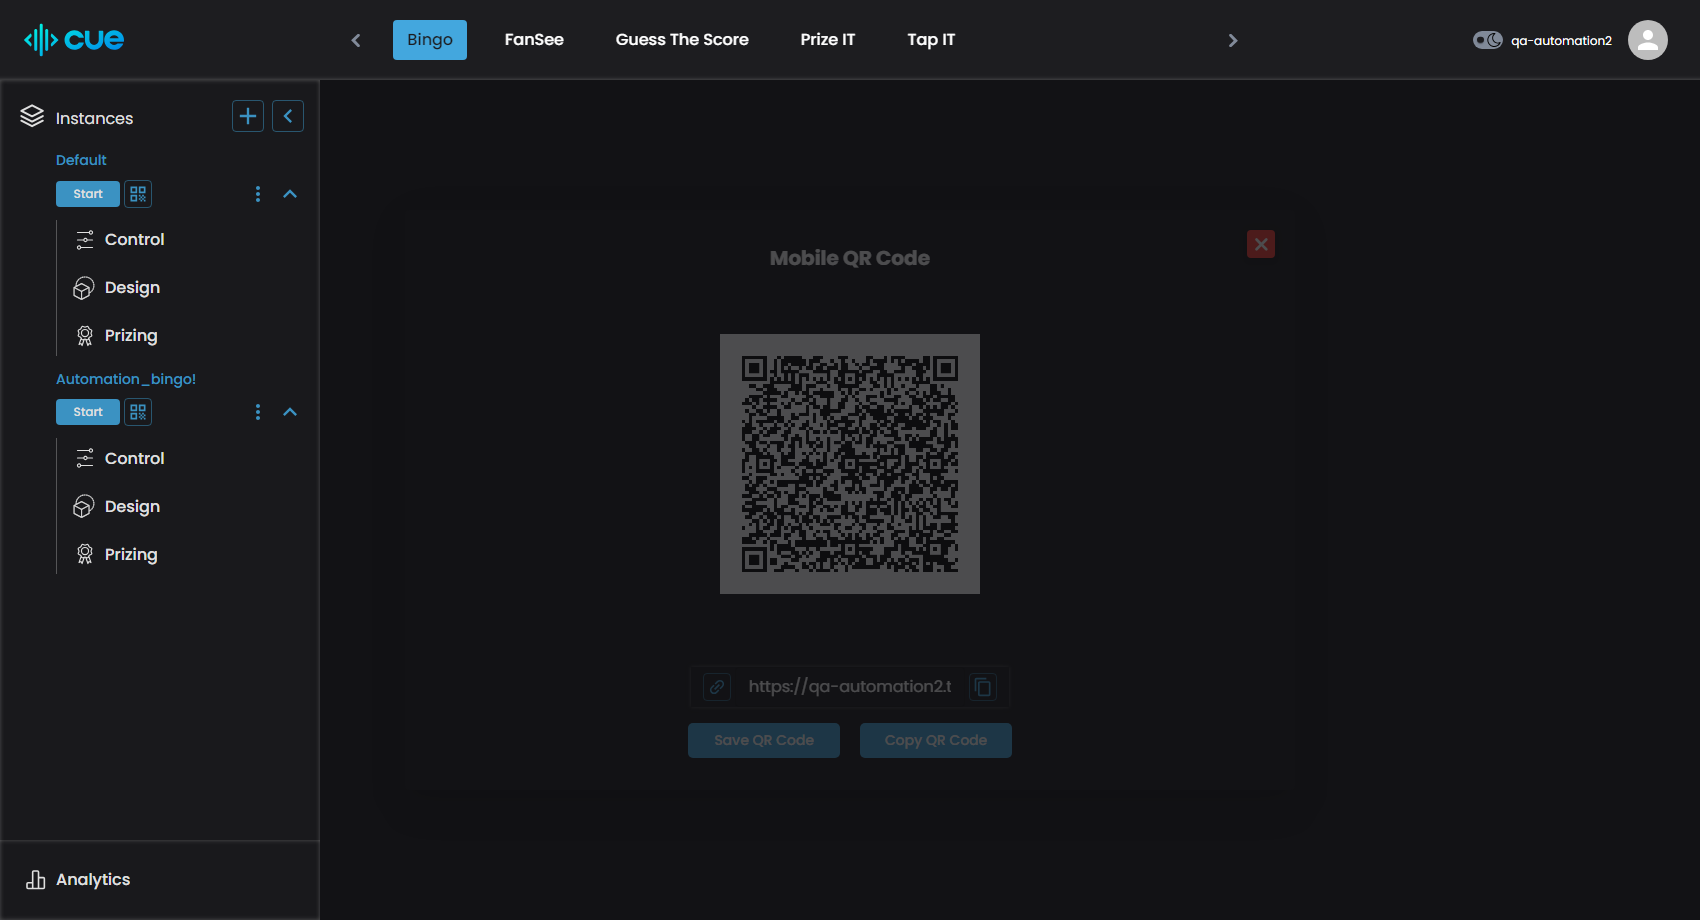 cue
Bingo
FanSee
Guess The Score
Prize IT
Tap IT
qa-automation2
Instances
Default
Start
Control
Design
Prizing
Automation_bingo!
Start
Control
Design
Prizing
Analytics
Mobile QR Code
https://qa-automation2.t
Save QR Code
Copy QR Code